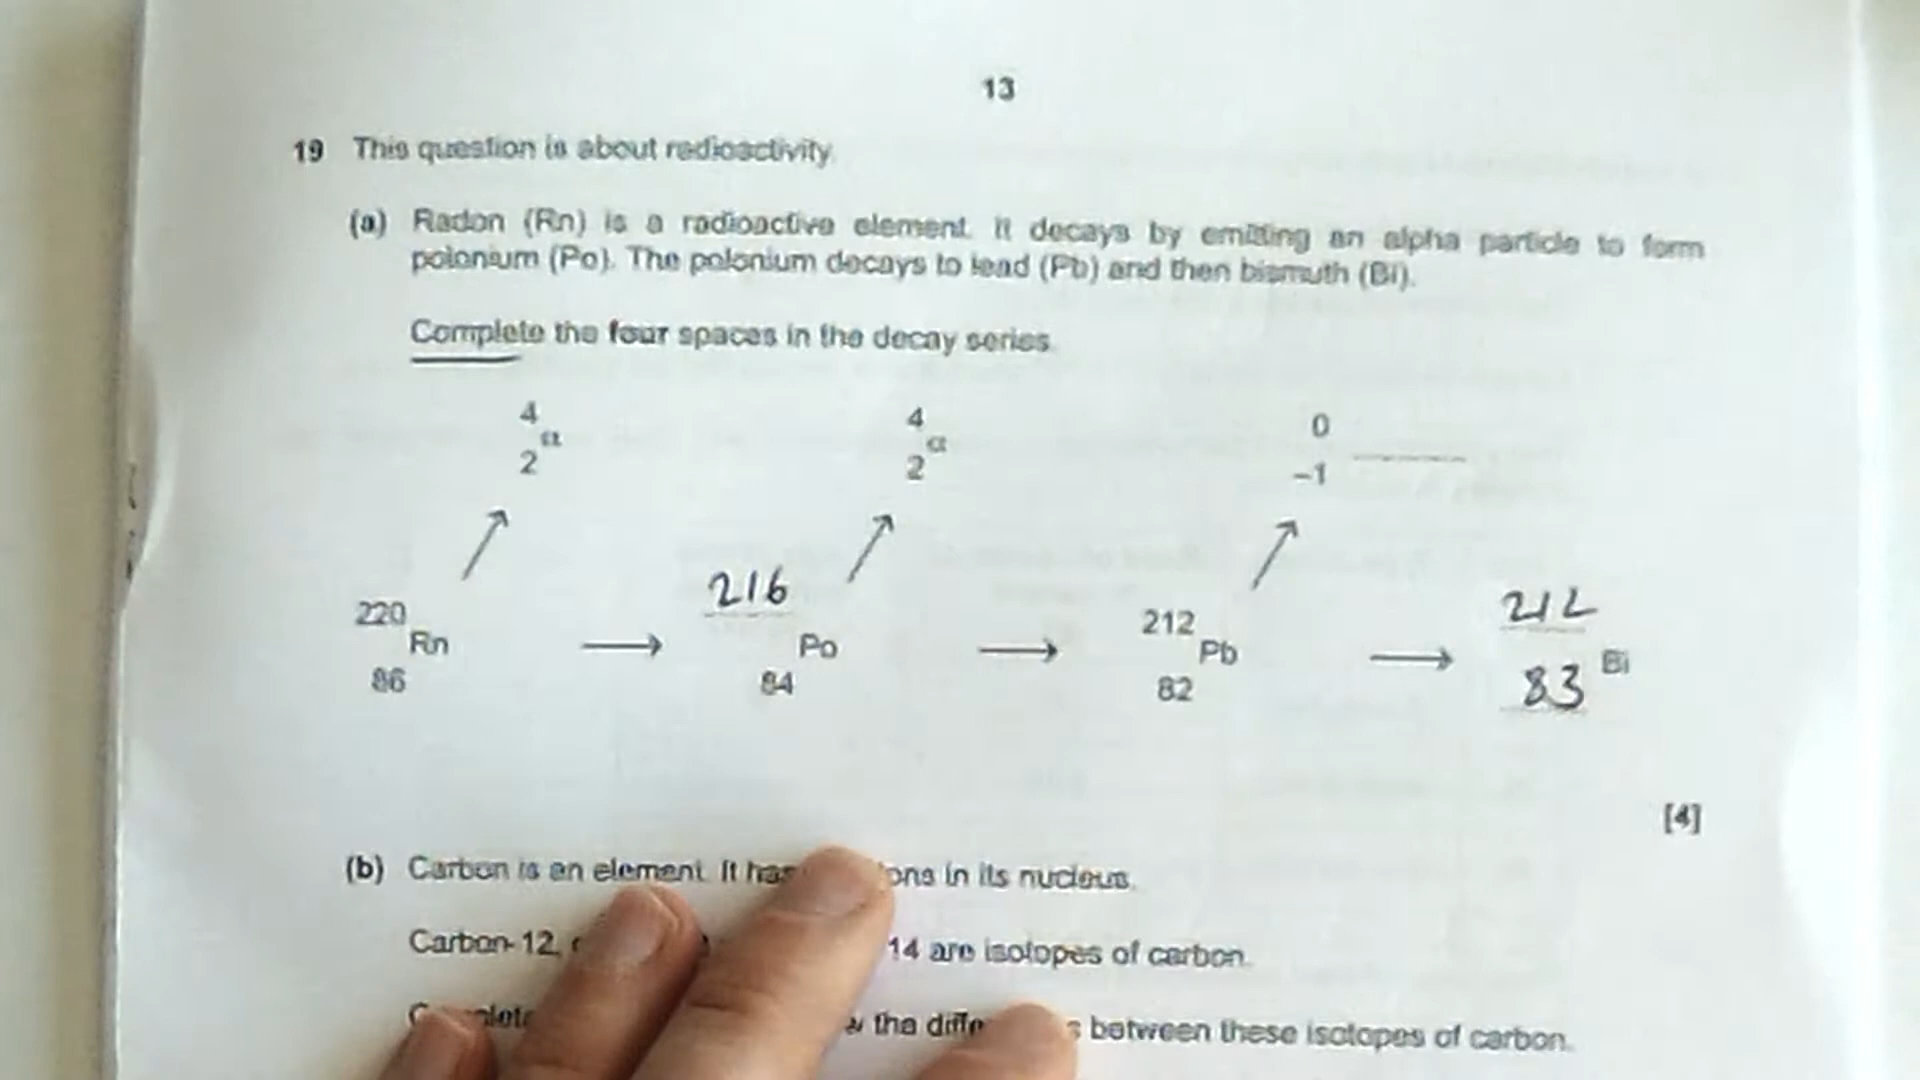 13
19 This question is about radioactivity.
(a) Radon (Rn) is a radioactive element. It decays by emitting an alpha particle to form
polonium (Po). The polonium decays to lead (Pb) and then bismuth (Bi).
Complete the four spaces in the decay series.
4 4 0
α α
2 2 –1
220 216 212 212
Rn Po Pb Bi
86 84 82 83
[4]
(b) Carbon is an element. It has ons in its nucleus.
Carbon-12, 14 are isotopes of carbon.
the between these isotopes of carbon.